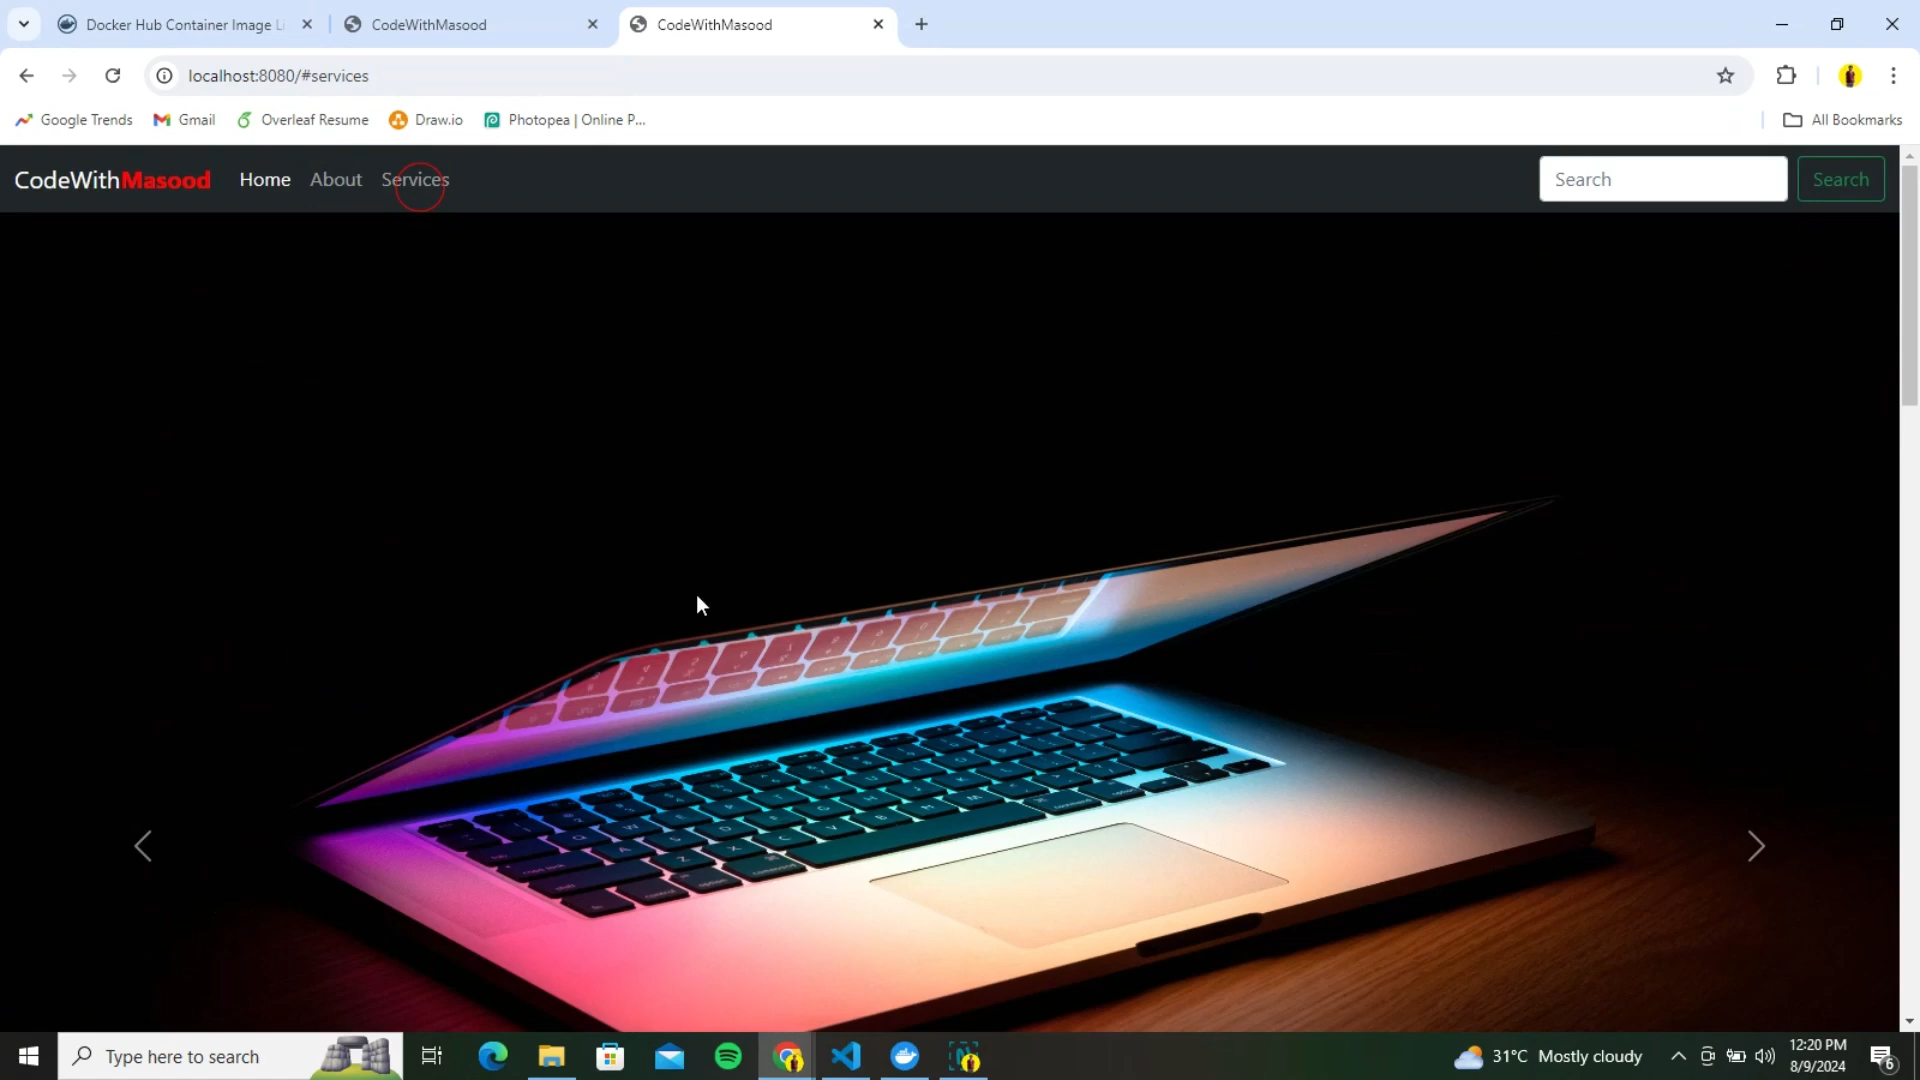 Docker Hub Container Image Li
CodeWithMasood
CodeWithMasood
localhost:8080/#services
Google Trends
Gmail
Overleaf Resume
Draw.io
Photopea | Online P...
All Bookmarks
CodeWithMasood
Home
About
Services
Search
Search
Type here to search
31°C Mostly cloudy
12:20 PM
8/9/2024
6